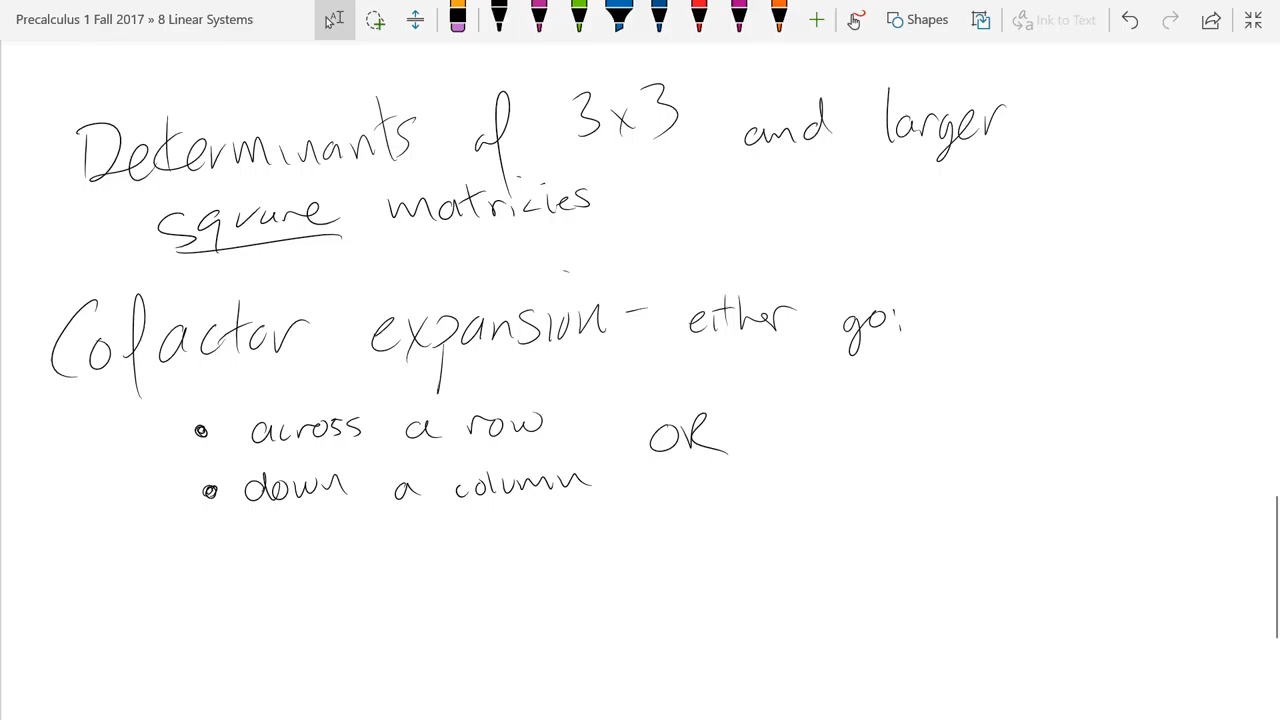 Precalculus 1 Fall 2017 » 8 Linear Systems
Shapes
Ink to Text
Determinants of 3x3 and larger
square matricies
Cofactor expansion - either go:
• across a row OR
• down a column